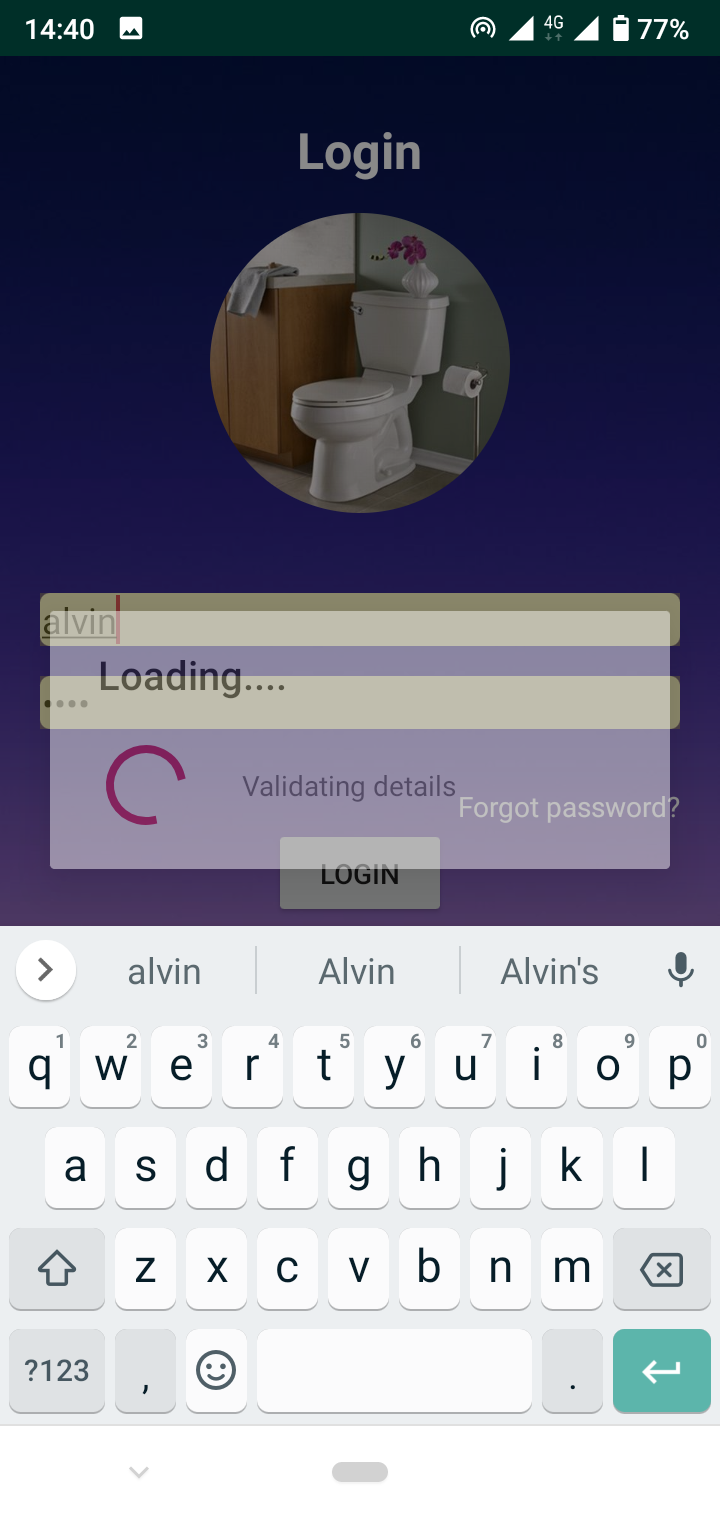 14:40 4G 77%
Login
alvin
Loading....
••••
Validating details
Forgot password?
LOGIN
alvin Alvin Alvin's
q1 w2 e3 r4 t5 y6 u7 i8 o9 p0
a s d f g h j k l
z x c v b n m
?123 , .